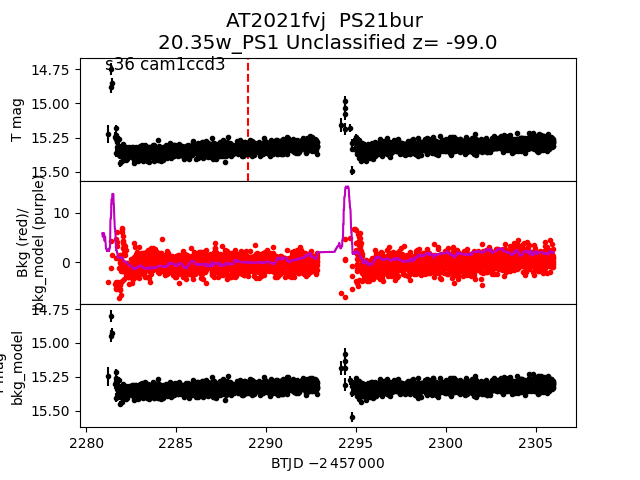 AT2021fvj PS21bur
20.35w_PS1 Unclassified z= -99.0
s36 cam1ccd3
14.75
15.00
15.25
15.50
T mag
10
0
Bkg (red)/
bkg_model (purple)
14.75
15.00
15.25
15.50
T mag
bkg_model
2280
2285
2290
2295
2300
2305
BTJD −2 457 000